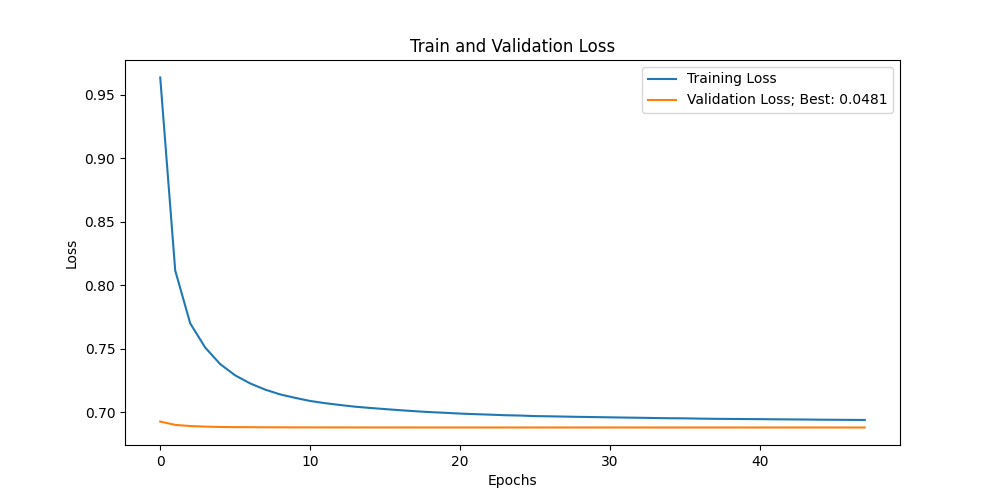 Train and Validation Loss
Training Loss
Validation Loss; Best: 0.0481
0.95
0.90
0.85
0.80
0.75
0.70
Loss
0 10 20 30 40
Epochs